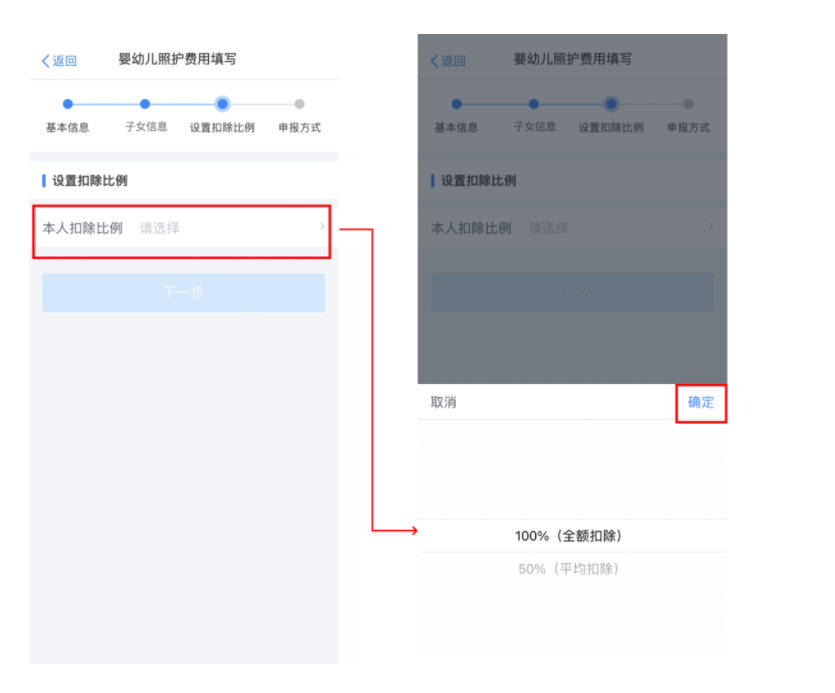 返回 婴幼儿照护费用填写
基本信息 子女信息 设置扣除比例 申报方式
设置扣除比例
本人扣除比例 请选择
下一步
返回 婴幼儿照护费用填写
基本信息 子女信息 设置扣除比例 申报方式
设置扣除比例
本人扣除比例 请选择
下一步
取消 确定
100%（全额扣除）
50%（平均扣除）